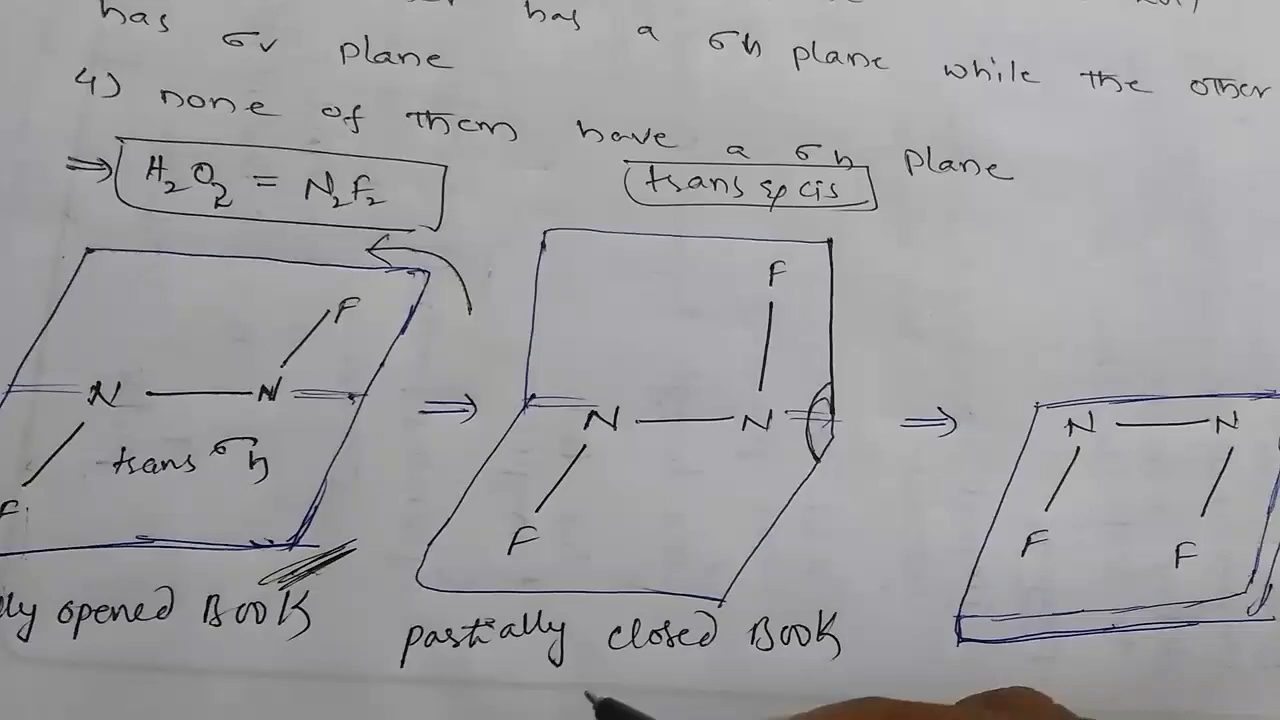 has σv plane has a σh plane while the other
4) none of them have a σh plane
⇒ H₂O₂ = N₂F₂
trans & cis
F
N — N
F
trans σh
F
N — N
F
N — N
F F
ly opened BOOK
partially closed BOOK